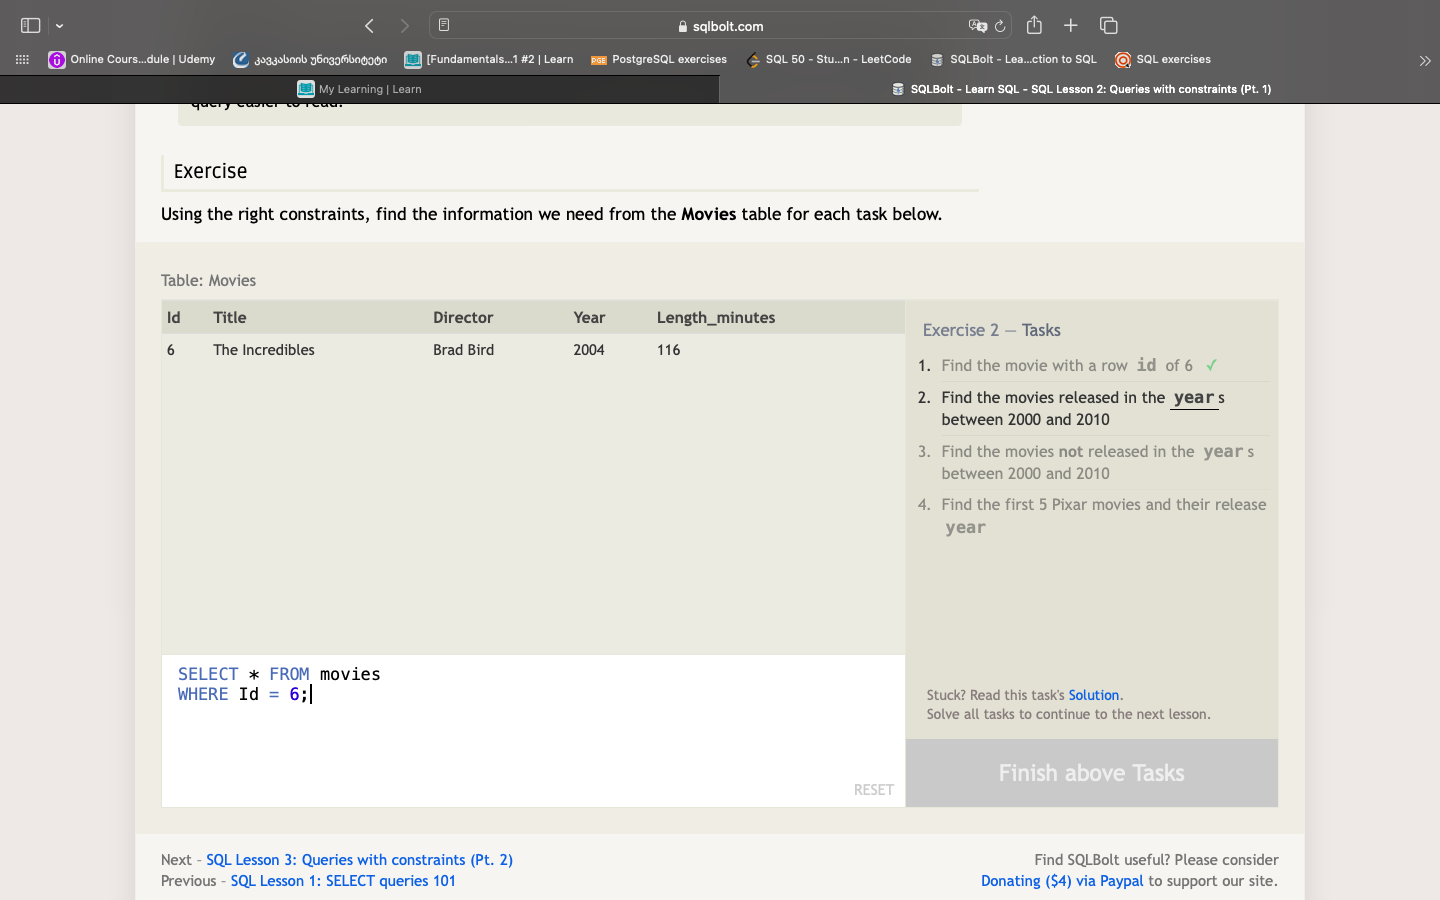 sqlbolt.com
Online Cours...dule | Udemy
კავკასიის უნივერსიტეტი
[Fundamentals...1 #2 | Learn
PGE PostgreSQL exercises
SQL 50 - Stu...n - LeetCode
SQLBolt - Lea...ction to SQL
SQL exercises
My Learning | Learn
SQLBolt - Learn SQL - SQL Lesson 2: Queries with constraints (Pt. 1)
query easier to read.
Exercise
Using the right constraints, find the information we need from the Movies table for each task below.
Table: Movies
Id Title Director Year Length_minutes
6 The Incredibles Brad Bird 2004 116
Exercise 2 — Tasks
1. Find the movie with a row id of 6 ✓
2. Find the movies released in the years
between 2000 and 2010
3. Find the movies not released in the years
between 2000 and 2010
4. Find the first 5 Pixar movies and their release
year
SELECT * FROM movies
WHERE Id = 6;
RESET
Stuck? Read this task's Solution.
Solve all tasks to continue to the next lesson.
Finish above Tasks
Next – SQL Lesson 3: Queries with constraints (Pt. 2)
Previous – SQL Lesson 1: SELECT queries 101
Find SQLBolt useful? Please consider
Donating ($4) via Paypal to support our site.